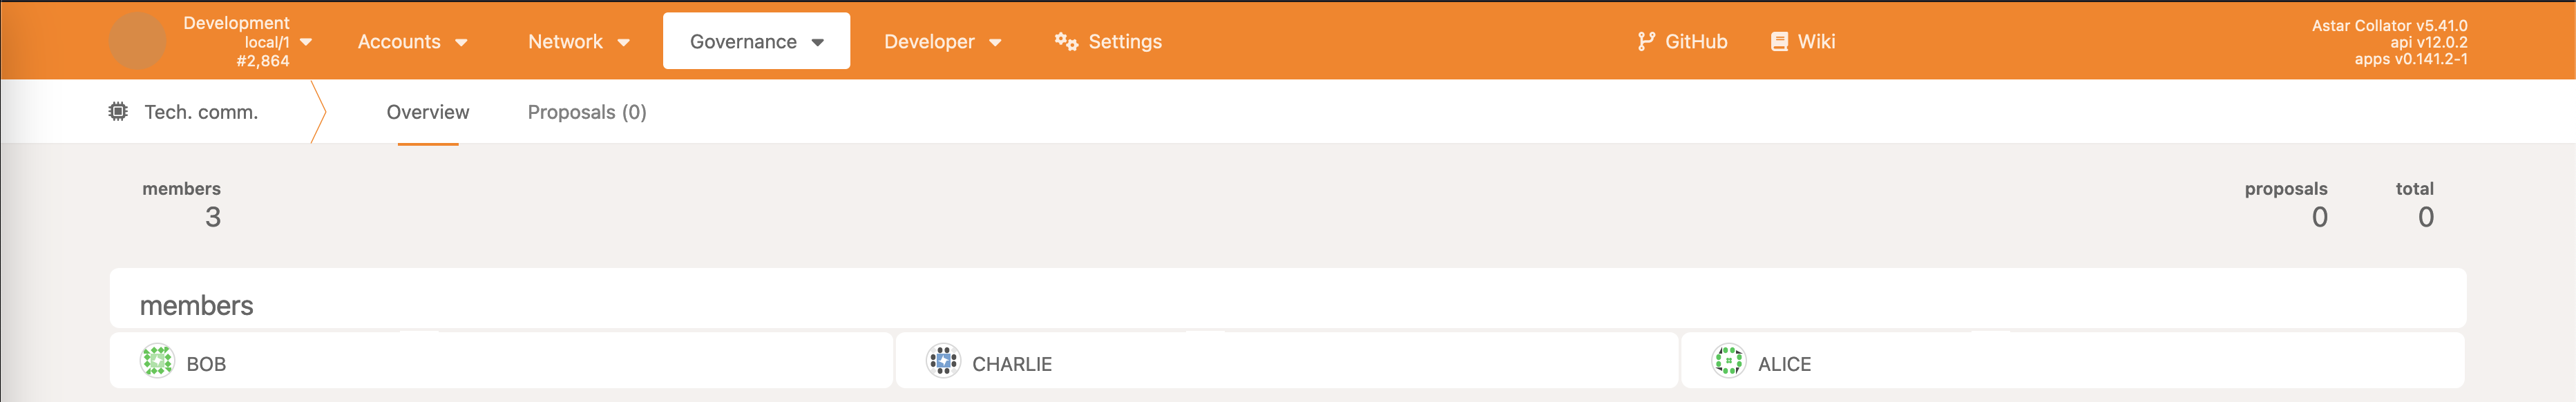 Development
local/1
#2,864
Accounts
Network
Governance
Developer
Settings
GitHub
Wiki
Astar Collator v5.41.0
api v12.0.2
apps v0.141.2-1
Tech. comm.
Overview
Proposals (0)
members
3
proposals
0
total
0
members
BOB
CHARLIE
ALICE